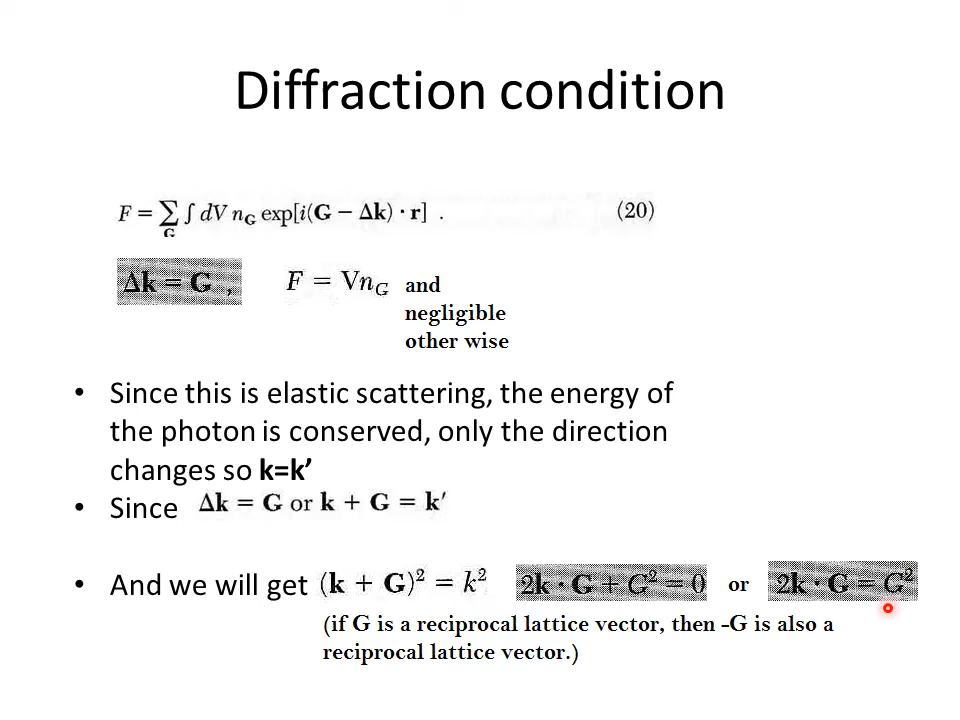 Diffraction condition
F = ∑G ∫ dV nG exp[i(G − Δk) · r] . (20)
Δk = G , F = VnG and
negligible
other wise
• Since this is elastic scattering, the energy of
the photon is conserved, only the direction
changes so k=k’
• Since Δk = G or k + G = k′
• And we will get (k + G)² = k² 2k · G + G² = 0 or 2k · G = G²
(if G is a reciprocal lattice vector, then -G is also a
reciprocal lattice vector.)